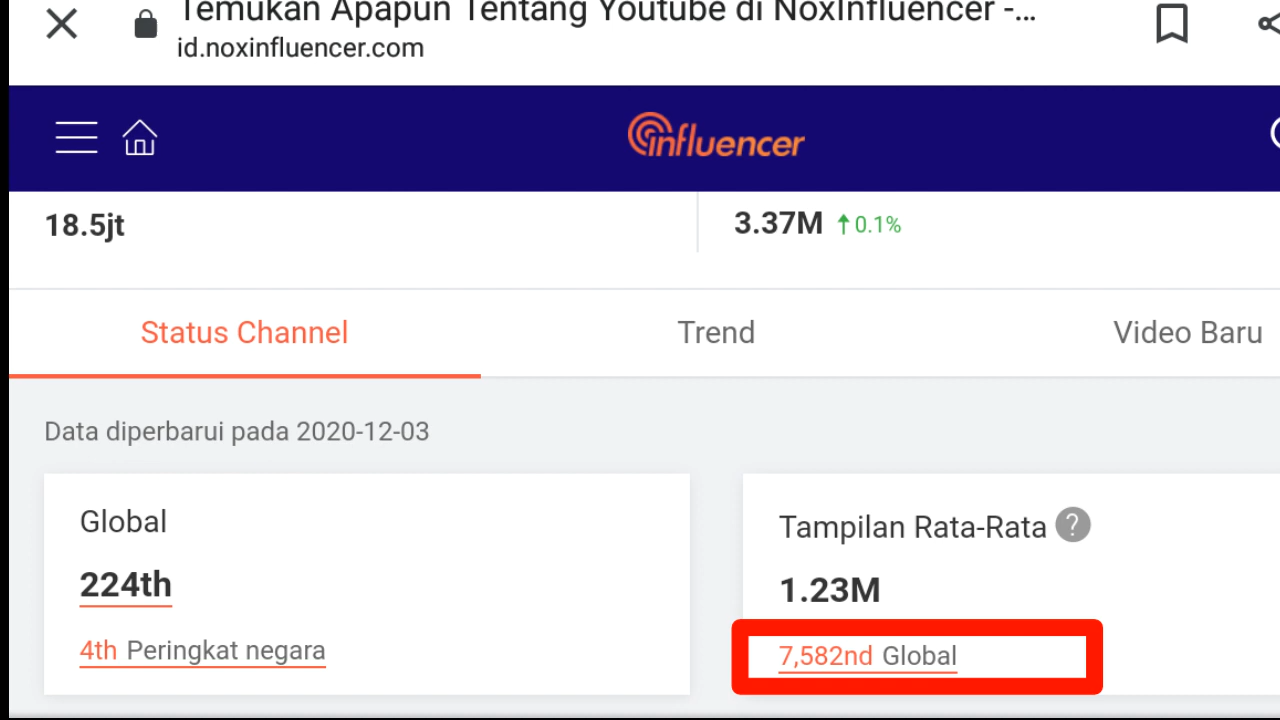 Temukan Apapun Tentang Youtube di NoxInfluencer -...
id.noxinfluencer.com
influencer
18.5jt
3.37M ↑0.1%
Status Channel
Trend
Video Baru
Data diperbarui pada 2020-12-03
Global
224th
4th Peringkat negara
Tampilan Rata-Rata ?
1.23M
7,582nd Global